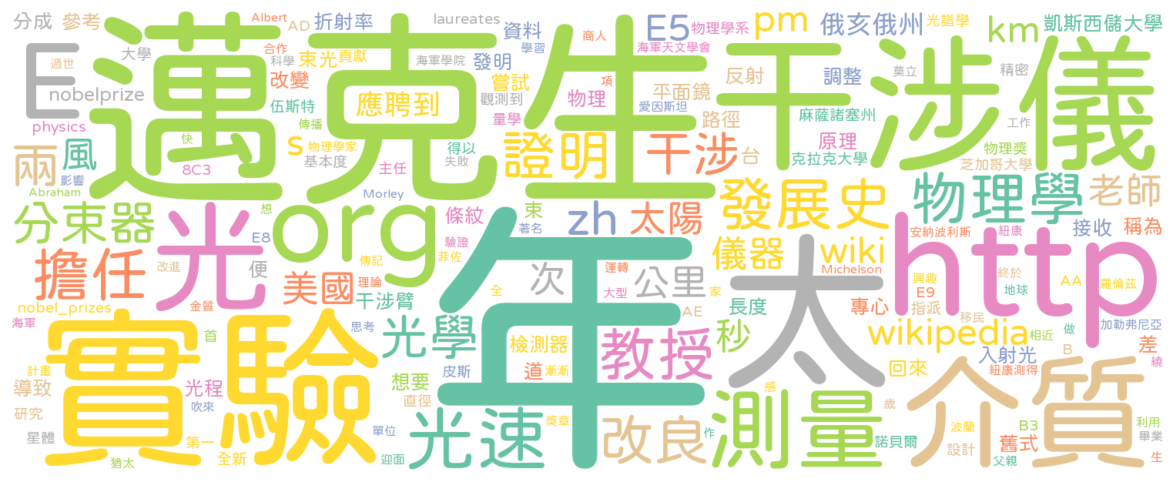 分成 參考 Albert AD 折射率 laureates 資料 商人 E5 pm 俄亥俄州 光譜學 km 凱斯西儲大學
大學 合作 科學 束光 貢獻 海軍學院 發明 學習 物理學系 海軍天文學會
E 邁克生干涉儀
過世 nobelprize 改變 應聘到 嘗試 觀測到 物理 項 愛因斯坦 反射 平面鏡 調整 莫立 精密
physics 伍斯特 傳播 量學 路徑 麻薩諸塞州
兩 風 快 s 物理學家 基本度 得以 失敗 證明 干涉 台 原理 克拉克大學 工作 物理獎 芝加哥大學
影響 8C3 主任
Abraham 想 Morley
分束器 光 org 條紋 束 著名 zh 太陽 發展史 物理學 老師
安納波利斯 紐康 接收 稱為
E8 傳記 驗證 菲佐 儀器 wiki http
擔任 改進 便 美國 理論 年 次 運轉 公里 太 Michelson 興趣 終於 AA 羅倫茲
金質 干涉臂 全 大型 家 長度 專心 E9 地球
nobel_prizes AE 指派 移民
海軍 首 思考 光學 檢測器 教授 秒 wikipedia 相近 做 加勒弗尼亞
實驗 入射光 B 差 繞
計畫 道 漸漸 回來 紐康測得
導致 光程 想要 皮斯 介質
吹來 直徑 感
研究 光速 獎章 改良 測量 歲 波蘭 B3 利用
星體 第一 單位 作 諾貝爾 設計 舊式 畢業
猶太 全新 迎面 父親 生